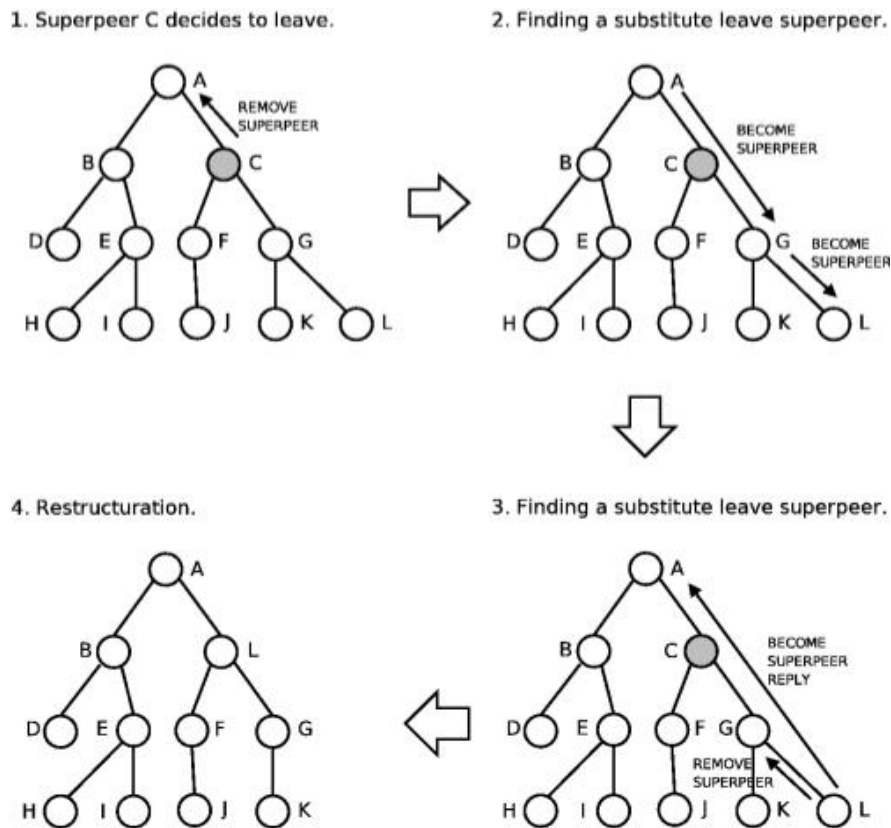 1. Superpeer C decides to leave.
A
REMOVE
SUPERPEER
B
C
D
E
F
G
H
I
J
K
L
2. Finding a substitute leave superpeer.
A
BECOME
SUPERPEER
B
C
D
E
F
G
BECOME
SUPERPEER
H
I
J
K
L
4. Restructuration.
A
B
L
D
E
F
G
H
I
J
K
3. Finding a substitute leave superpeer.
A
B
C
BECOME
SUPERPEER
REPLY
D
E
F
G
REMOVE
SUPERPEER
H
I
J
K
L